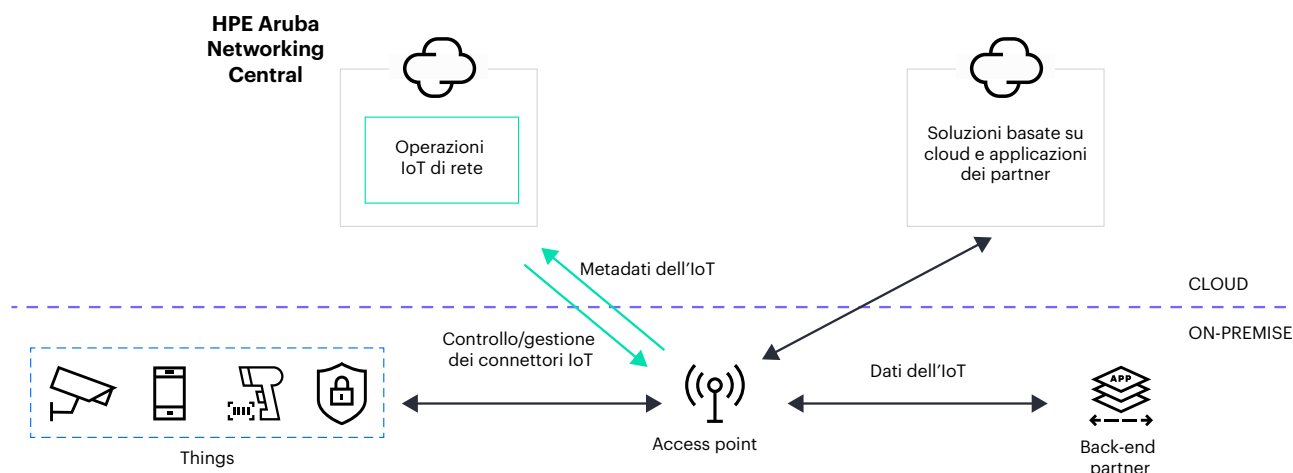 HPE Aruba
Networking
Central
Operazioni
IoT di rete
Soluzioni basate su
cloud e applicazioni
dei partner
Metadati dell’IoT
CLOUD
ON-PREMISE
Controllo/gestione
dei connettori IoT
Dati dell’IoT
APP
Things
Access point
Back-end
partner